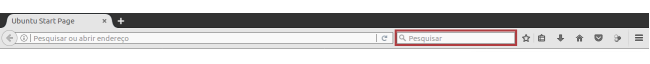 Ubuntu Start Page
Pesquisar ou abrir endereço
Pesquisar